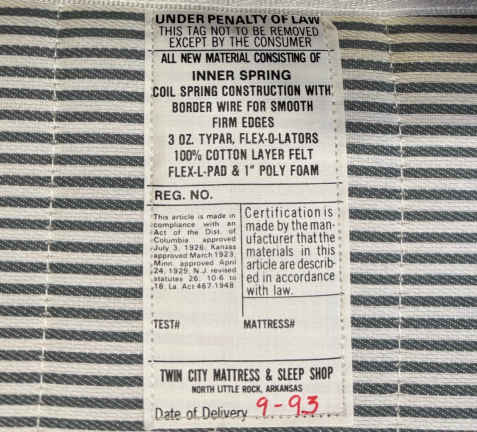 UNDER PENALTY OF LAW
THIS TAG NOT TO BE REMOVED
EXCEPT BY THE CONSUMER
ALL NEW MATERIAL CONSISTING OF
INNER SPRING
COIL SPRING CONSTRUCTION WITH
BORDER WIRE FOR SMOOTH
FIRM EDGES
3 OZ. TYPAR, FLEX-O-LATORS
100% COTTON LAYER FELT
FLEX-L-PAD & 1" POLY FOAM
REG. NO.
This article is made in
compliance with an
Act of the Dist. of
Columbia approved
July 3, 1926, Kansas
approved March 1923,
Minn. approved April
24, 1929, N.J. revised
statutes 26: 10-6 to
18. La. Act 467-1948
Certification is
made by the man-
ufacturer that the
materials in this
article are describ-
ed in accordance
with law.
TEST# MATTRESS#
TWIN CITY MATTRESS & SLEEP SHOP
NORTH LITTLE ROCK, ARKANSAS
Date of Delivery 9-93